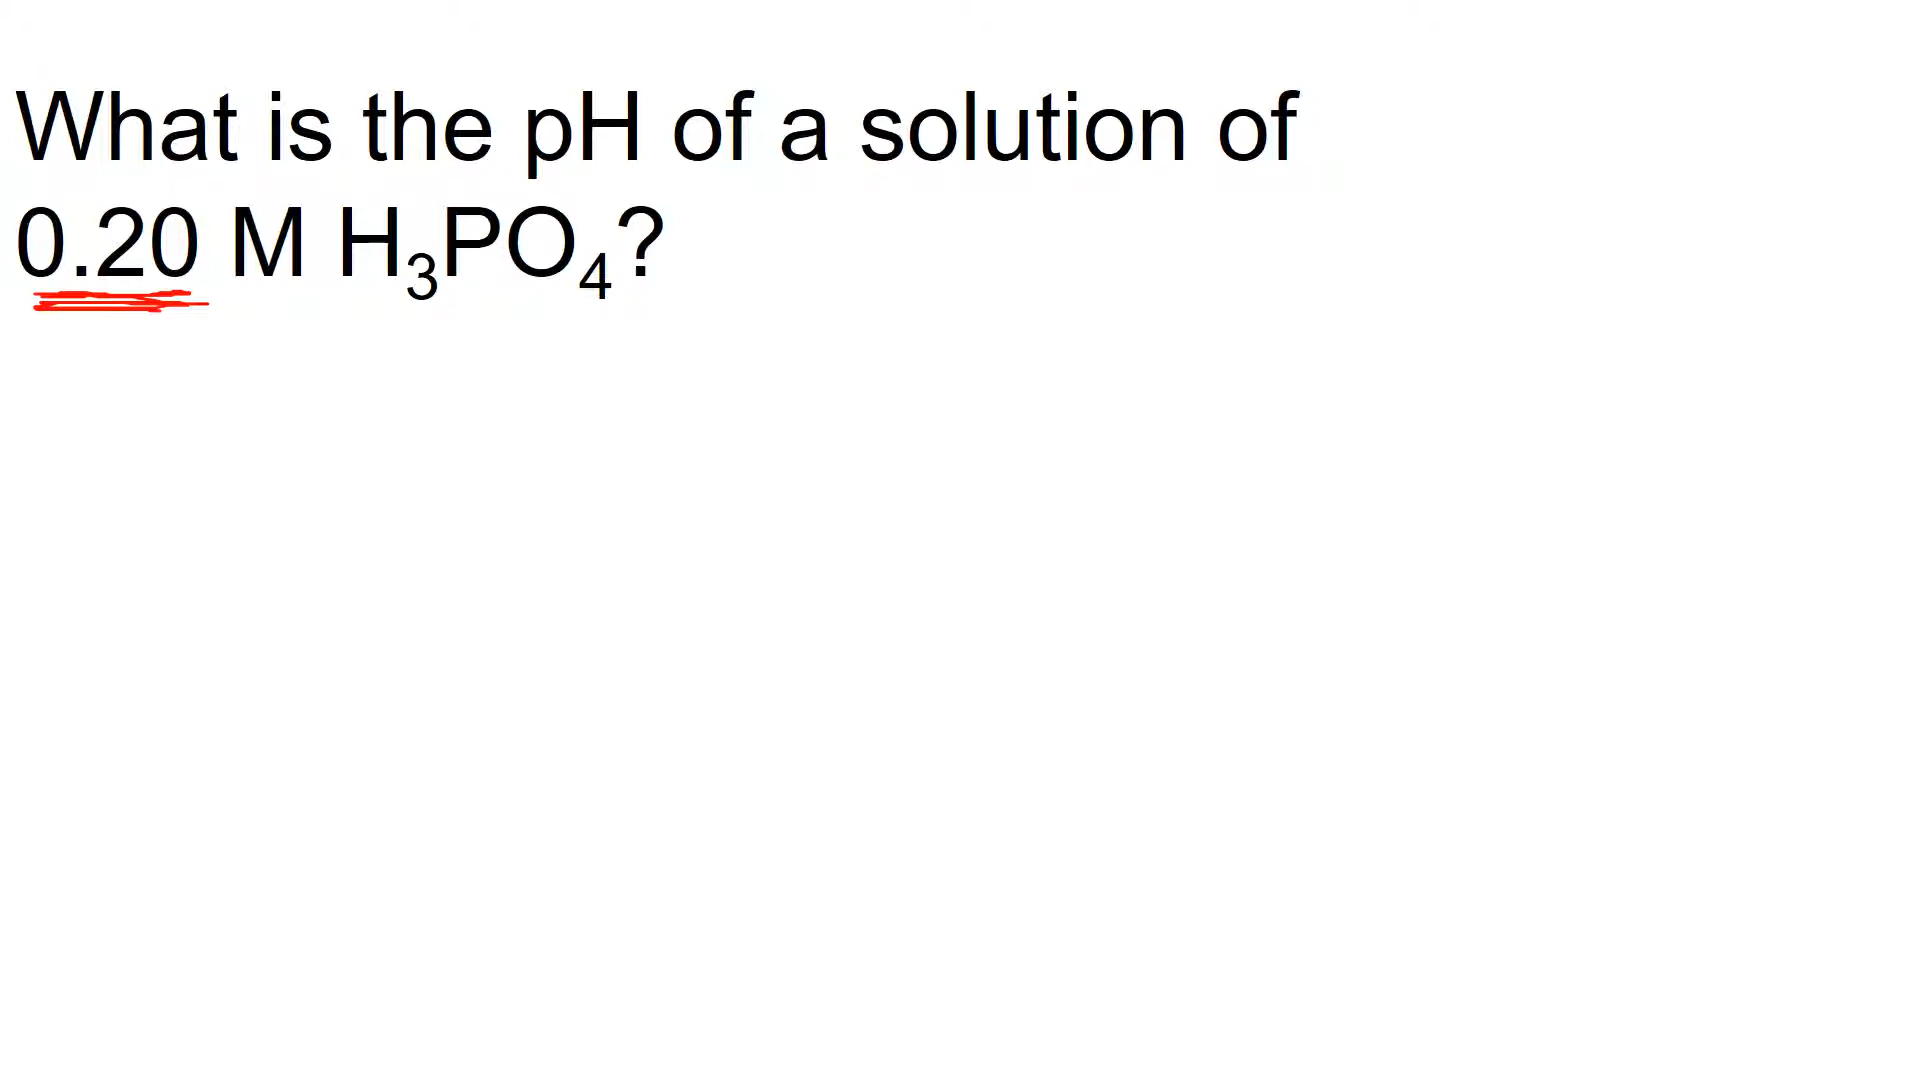 What is the pH of a solution of
0.20 M H₃PO₄?